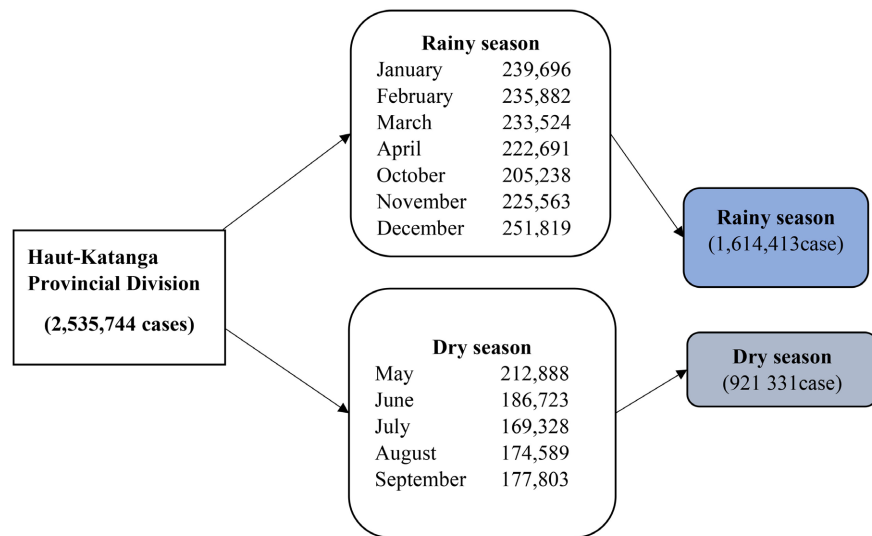 Haut-Katanga
Provincial Division
(2,535,744 cases)
Rainy season
January 239,696
February 235,882
March 233,524
April 222,691
October 205,238
November 225,563
December 251,819
Dry season
May 212,888
June 186,723
July 169,328
August 174,589
September 177,803
Rainy season
(1,614,413case)
Dry season
(921 331case)